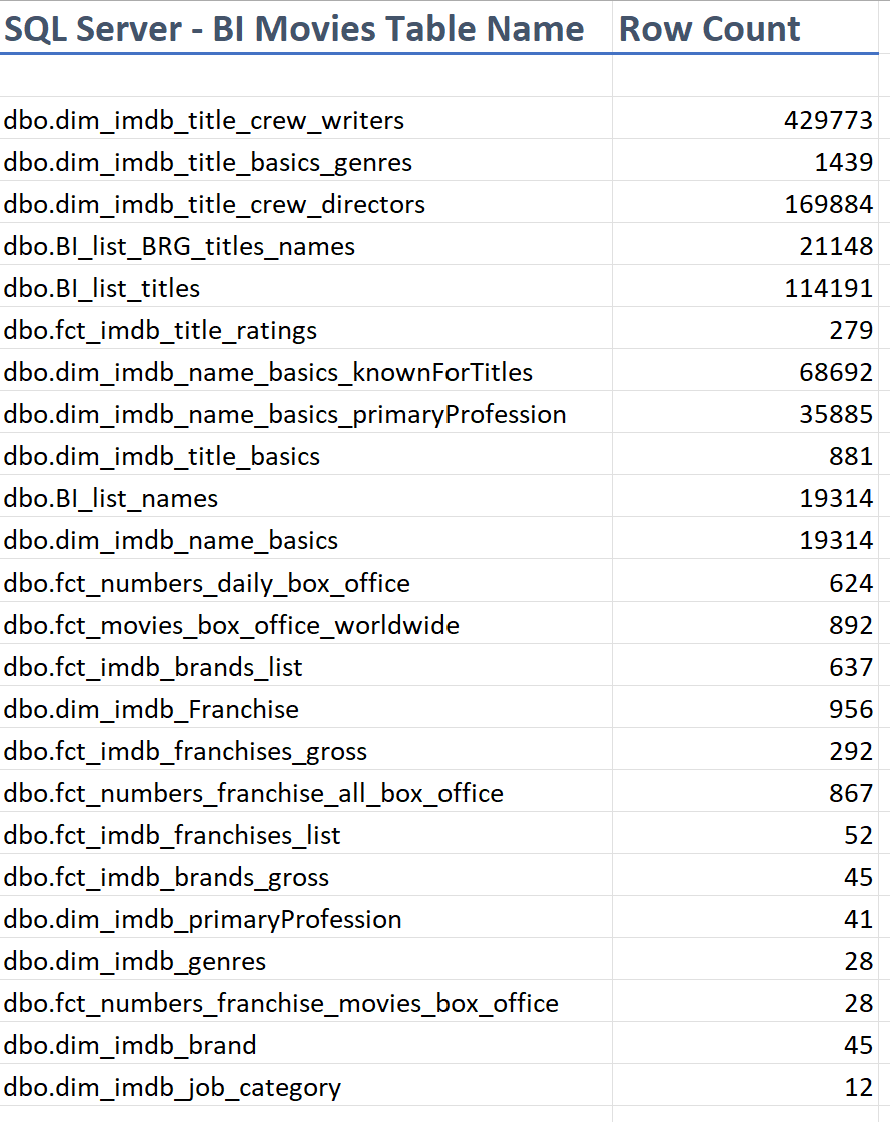 SQL Server - BI Movies Table Name Row Count
dbo.dim_imdb_title_crew_writers 429773
dbo.dim_imdb_title_basics_genres 1439
dbo.dim_imdb_title_crew_directors 169884
dbo.BI_list_BRG_titles_names 21148
dbo.BI_list_titles 114191
dbo.fct_imdb_title_ratings 279
dbo.dim_imdb_name_basics_knownForTitles 68692
dbo.dim_imdb_name_basics_primaryProfession 35885
dbo.dim_imdb_title_basics 881
dbo.BI_list_names 19314
dbo.dim_imdb_name_basics 19314
dbo.fct_numbers_daily_box_office 624
dbo.fct_movies_box_office_worldwide 892
dbo.fct_imdb_brands_list 637
dbo.dim_imdb_Franchise 956
dbo.fct_imdb_franchises_gross 292
dbo.fct_numbers_franchise_all_box_office 867
dbo.fct_imdb_franchises_list 52
dbo.fct_imdb_brands_gross 45
dbo.dim_imdb_primaryProfession 41
dbo.dim_imdb_genres 28
dbo.fct_numbers_franchise_movies_box_office 28
dbo.dim_imdb_brand 45
dbo.dim_imdb_job_category 12